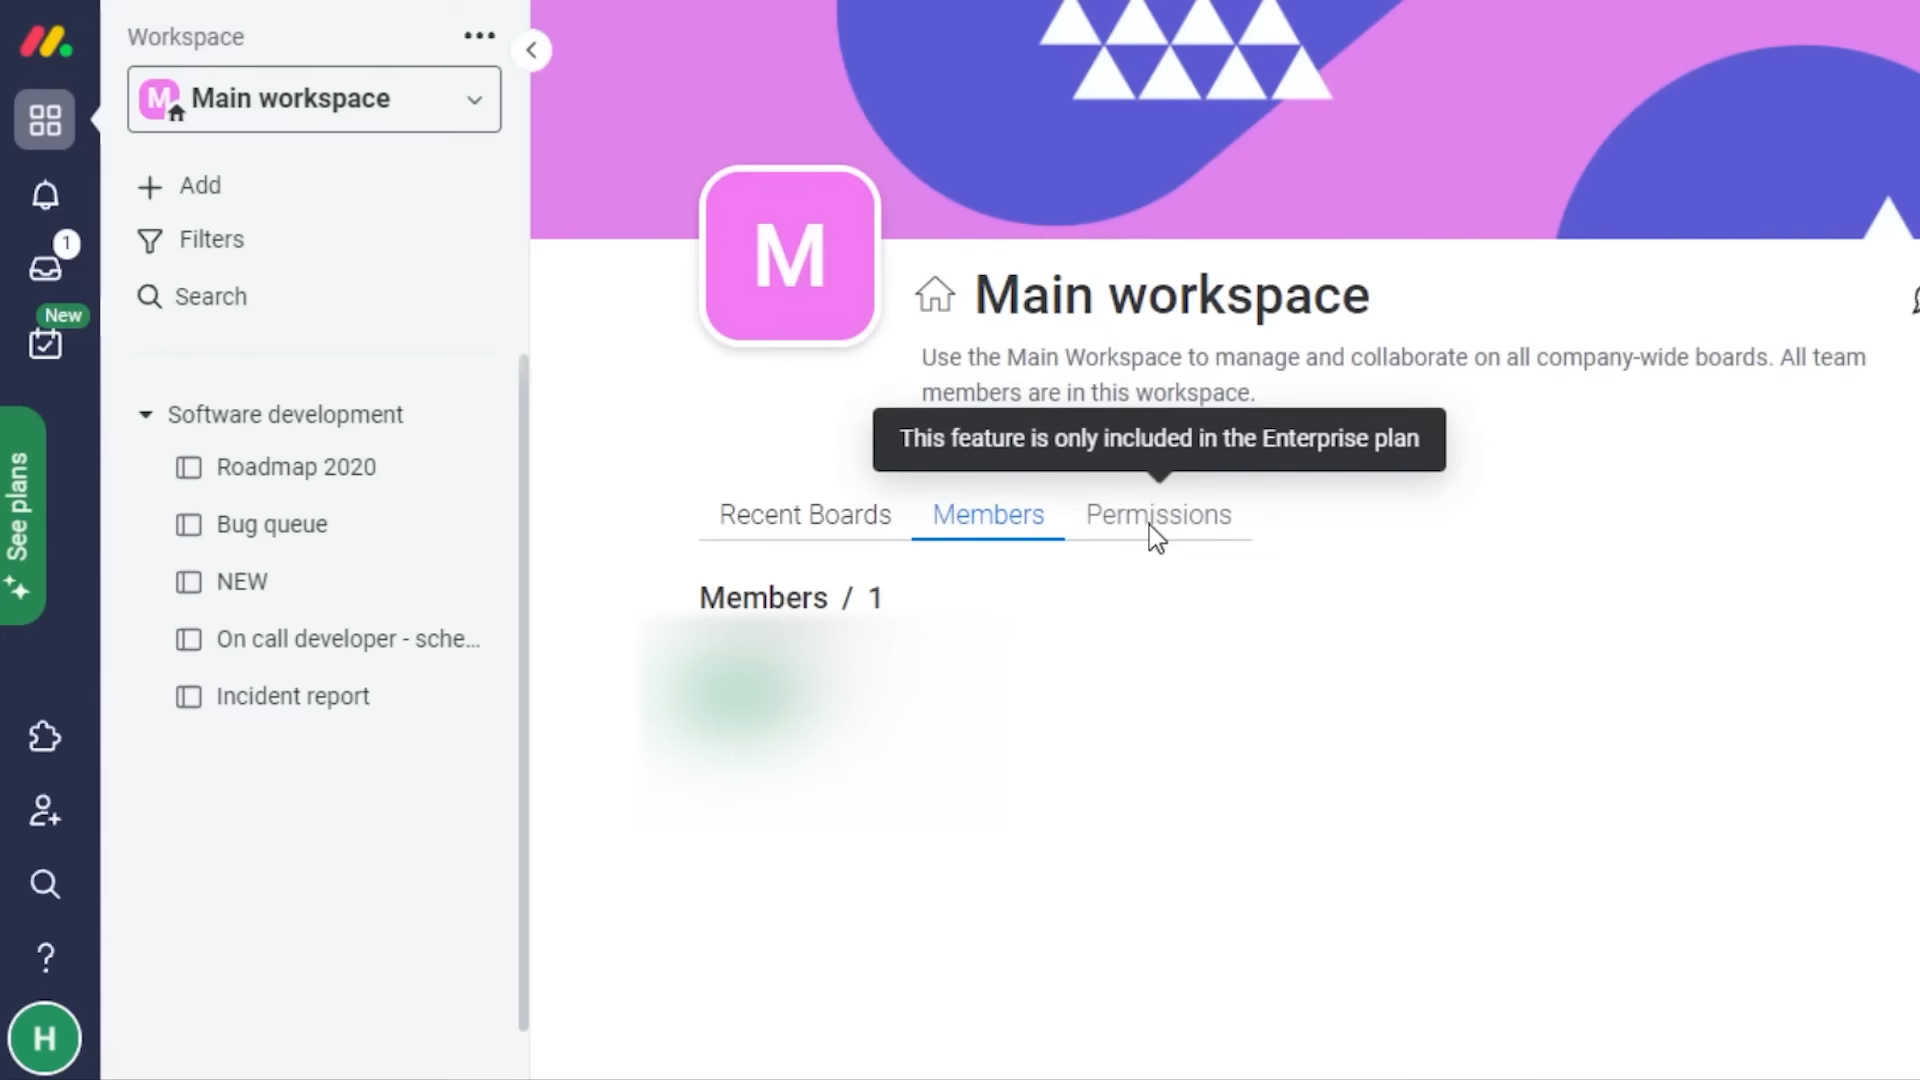 Workspace
M Main workspace
Add
Filters
1
Search
New
See plans
Software development
Roadmap 2020
Bug queue
NEW
On call developer - sche...
Incident report
?
H
M
Main workspace
Use the Main Workspace to manage and collaborate on all company-wide boards. All team
members are in this workspace.
This feature is only included in the Enterprise plan
Recent Boards Members Permissions
Members / 1